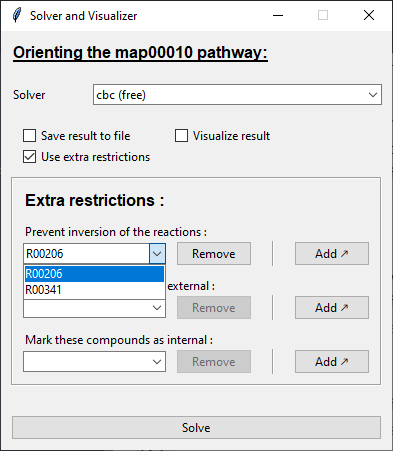 Solver and Visualizer
Orienting the map00010 pathway:
Solver cbc (free)
Save result to file Visualize result
Use extra restrictions
Extra restrictions :
Prevent inversion of the reactions :
R00206 Remove Add ↗
R00206
R00341 external :
Remove Add ↗
Mark these compounds as internal :
Remove Add ↗
Solve